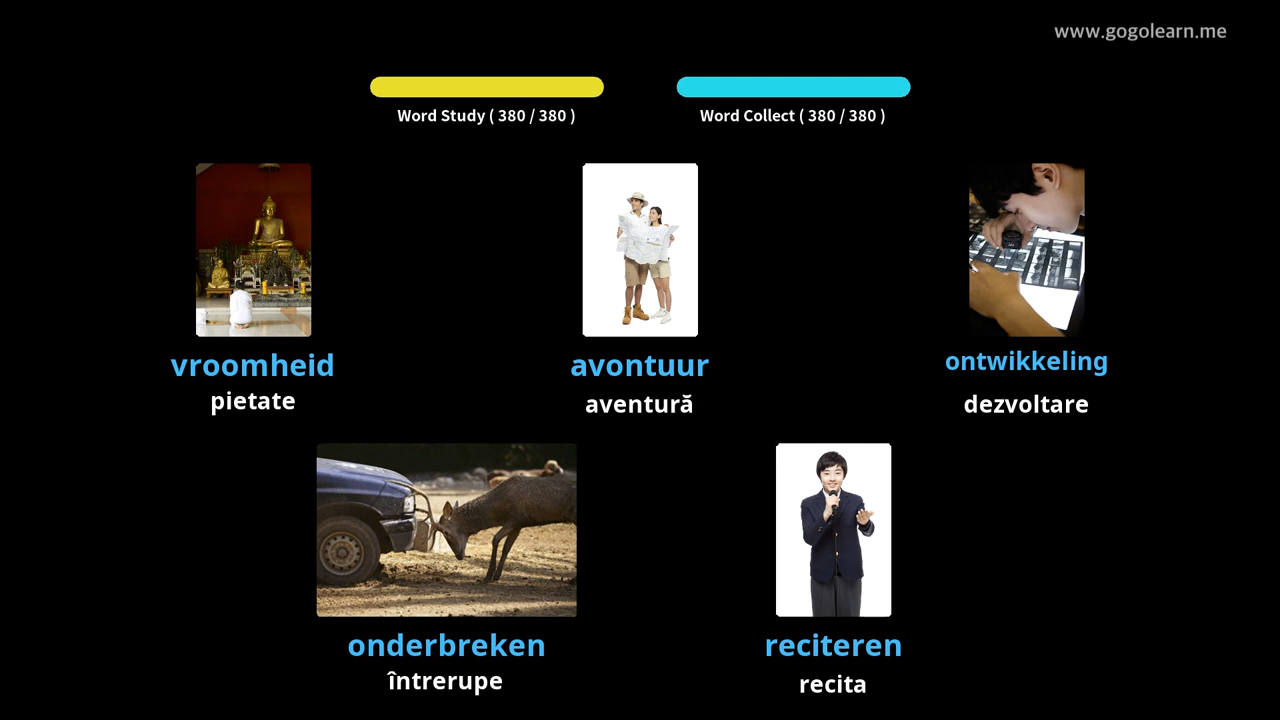 www.gogolearn.me
Word Study ( 380 / 380 )
Word Collect ( 380 / 380 )
vroomheid
pietate
avontuur
aventură
ontwikkeling
dezvoltare
onderbreken
întrerupe
reciteren
recita